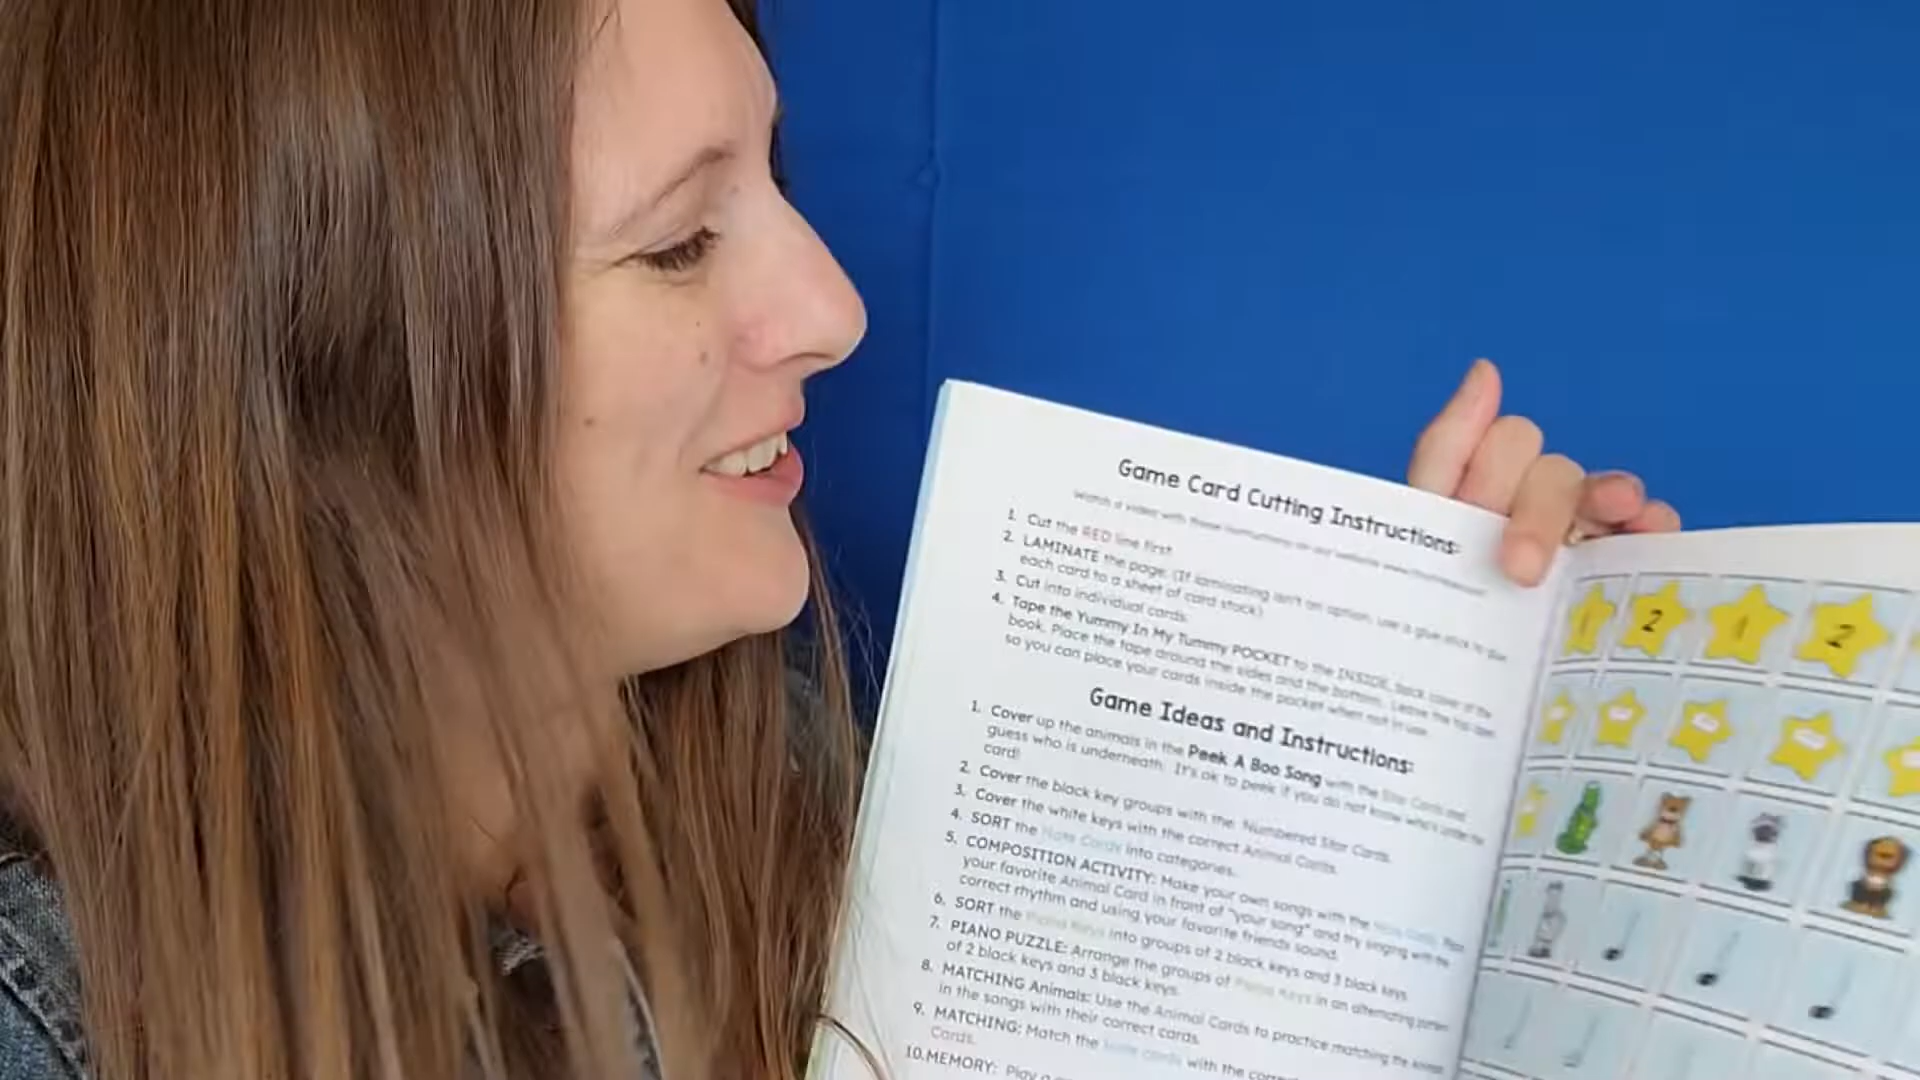 Game Card Cutting Instructions:
Watch a video with these instructions on our website
1. Cut the RED line first.
2. LAMINATE the page. (If laminating isn't an option, use a glue stick to glue
each card to a sheet of card stock.)
3. Cut into individual cards.
4. Tape the Yummy In My Tummy POCKET to the INSIDE, back cover of the
book. Place the tape around the sides and the bottom. Leave the top open
so you can place your cards inside the pocket when not in use.
Game Ideas and Instructions:
1. Cover up the animals in the Peek A Boo Song with the Star Cards and
guess who is underneath. It's ok to peek if you do not know who's under the
card!
2. Cover the black key groups with the Numbered Star Cards.
3. Cover the white keys with the correct Animal Cards.
4. SORT the Note Cards into categories.
5. COMPOSITION ACTIVITY: Make your own songs with the Note Cards.
your favorite Animal Card in front of "your song" and try singing with the
correct rhythm and using your favorite friends sound.
6. SORT the Piano Keys into groups of 2 black keys and 3 black keys.
7. PIANO PUZZLE: Arrange the groups of Piano Keys in an alternating pattern
of 2 black keys and 3 black keys.
8. MATCHING Animals: Use the Animal Cards to practice matching the animals
in the songs with their correct cards.
9. MATCHING: Match the Note Cards with the correct
Cards.
10. MEMORY: Play a
1 2 1 2